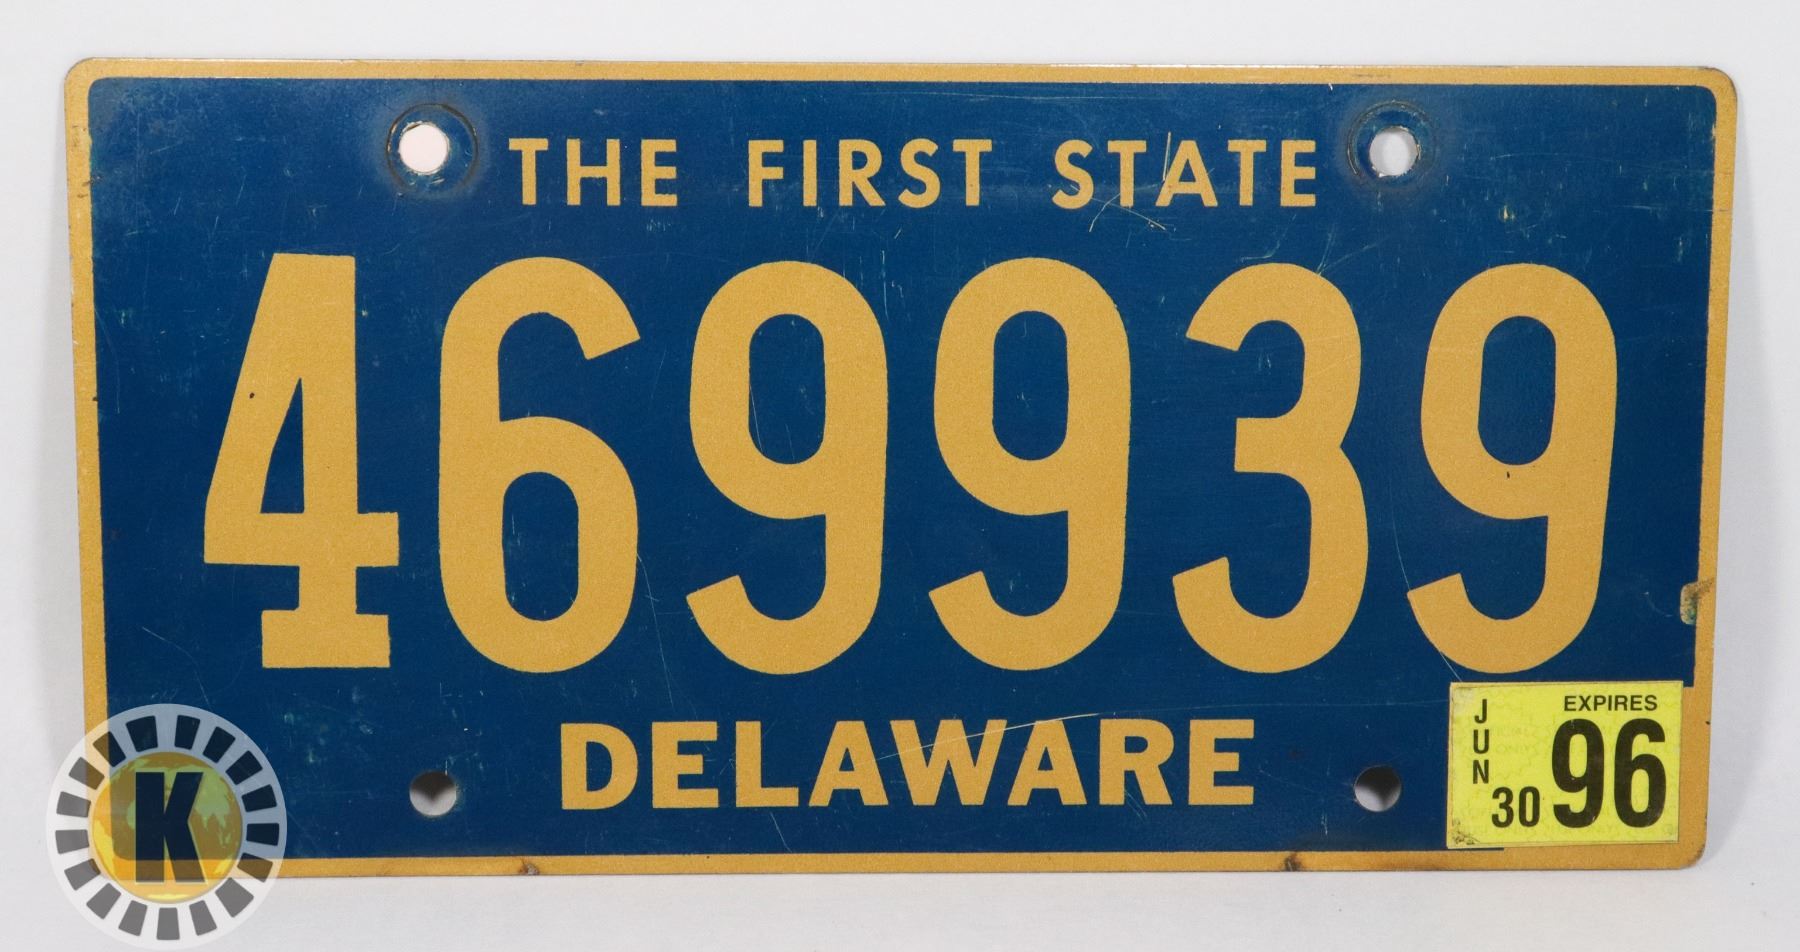 THE FIRST STATE
469939
DELAWARE
JUN 30 EXPIRES 96
K